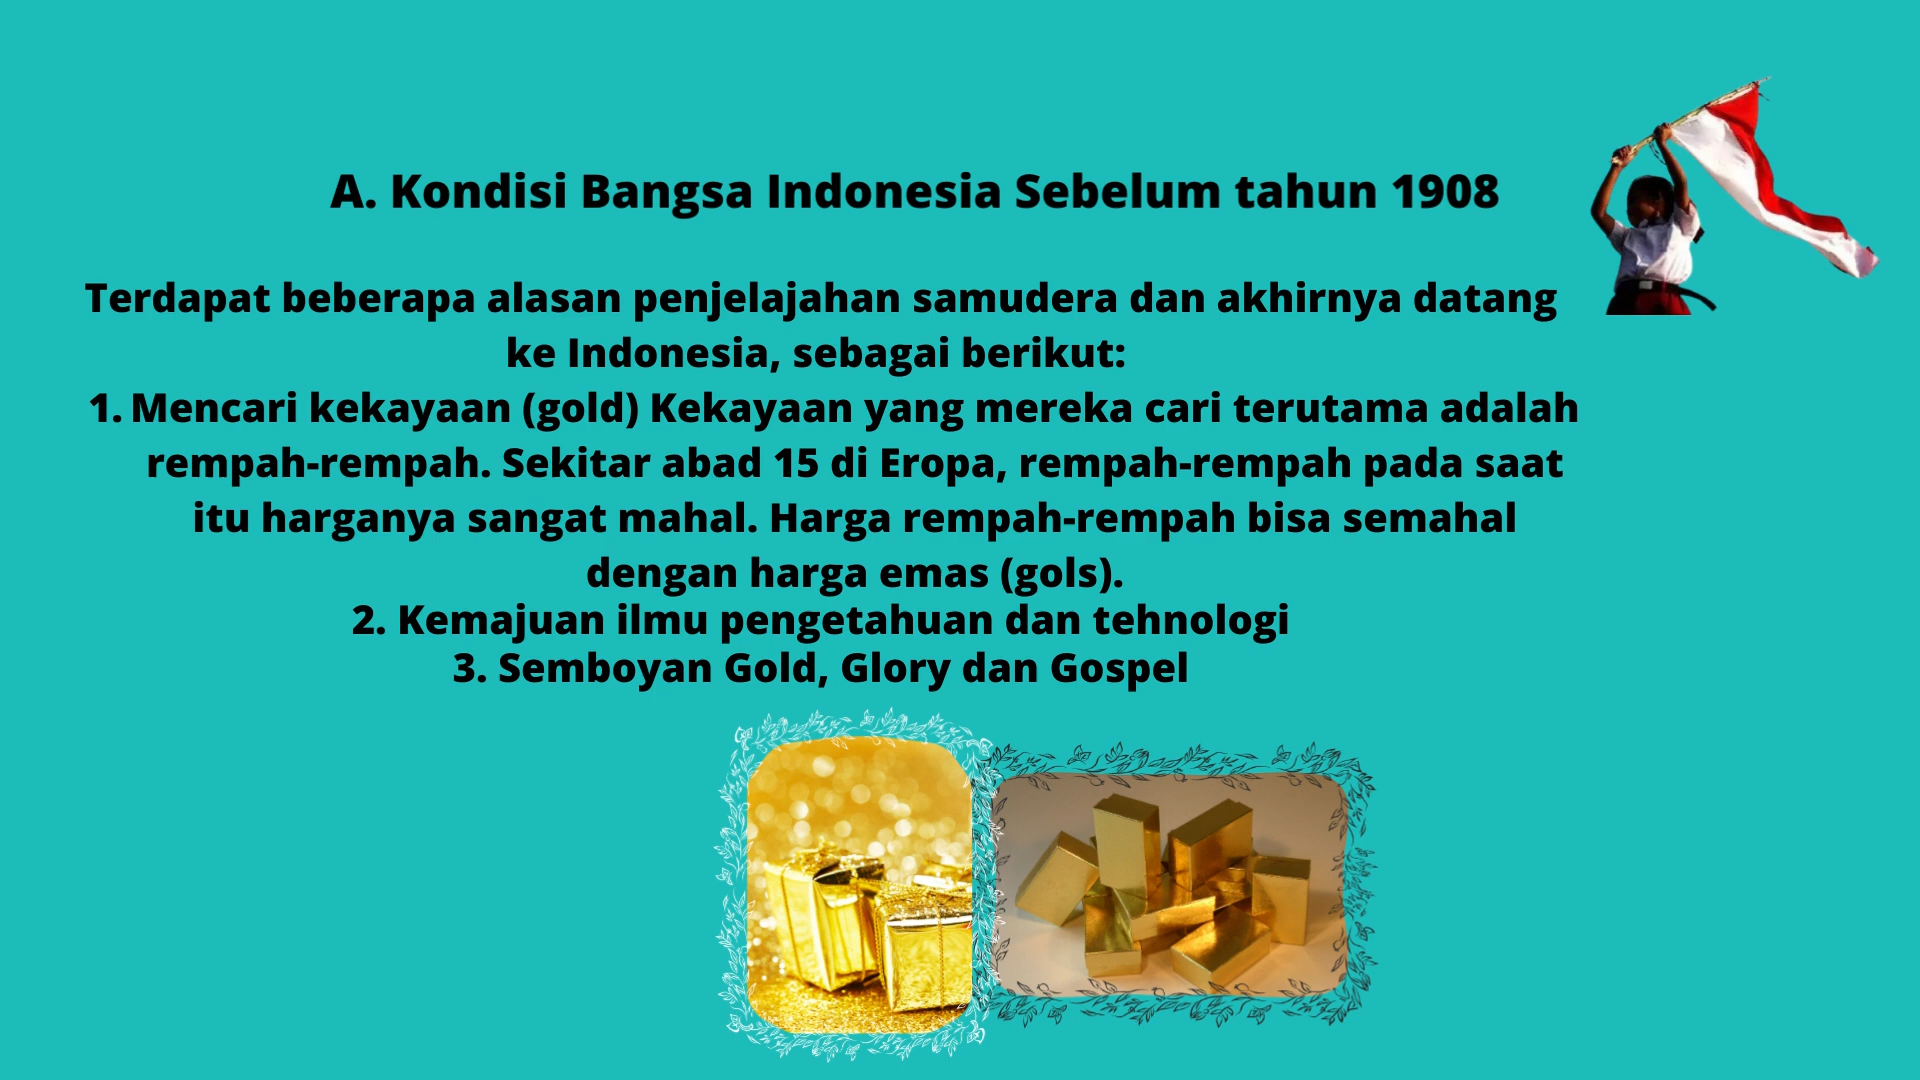 A. Kondisi Bangsa Indonesia Sebelum tahun 1908
Terdapat beberapa alasan penjelajahan samudera dan akhirnya datang
ke Indonesia, sebagai berikut:
1. Mencari kekayaan (gold) Kekayaan yang mereka cari terutama adalah
rempah-rempah. Sekitar abad 15 di Eropa, rempah-rempah pada saat
itu harganya sangat mahal. Harga rempah-rempah bisa semahal
dengan harga emas (gols).
2. Kemajuan ilmu pengetahuan dan tehnologi
3. Semboyan Gold, Glory dan Gospel